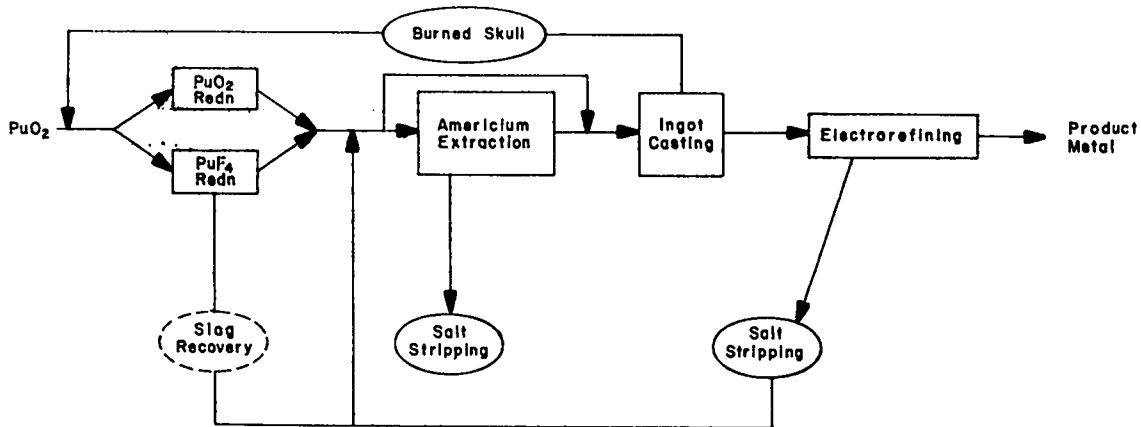 Burned Skull
PuO2
PuO2
Redn
PuF4
Redn
Americium
Extraction
Ingot
Casting
Electrorefining
Product
Metal
Slag
Recovery
Salt
Stripping
Salt
Stripping